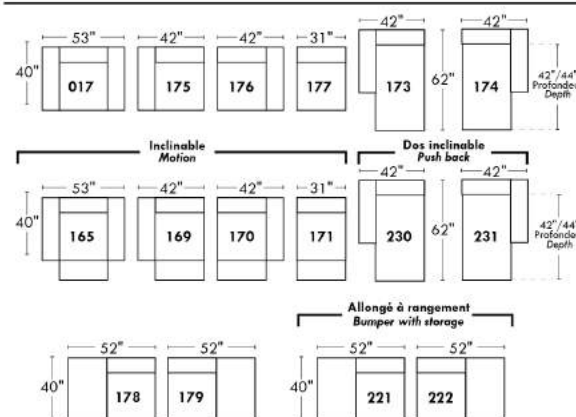 53" 42" 42" 31" 42" 42"
40" 017 175 176 177 173 62" 174 42"/44"
Profondeur
Depth
Inclinable
Motion
Dos inclinable
Push back
53" 42" 42" 31" 42" 42"
40" 165 169 170 171 230 62" 231 42"/44"
Profondeur
Depth
Allongé à rangement
Bumper with storage
52" 52" 52" 52"
40" 178 179 40" 221 222